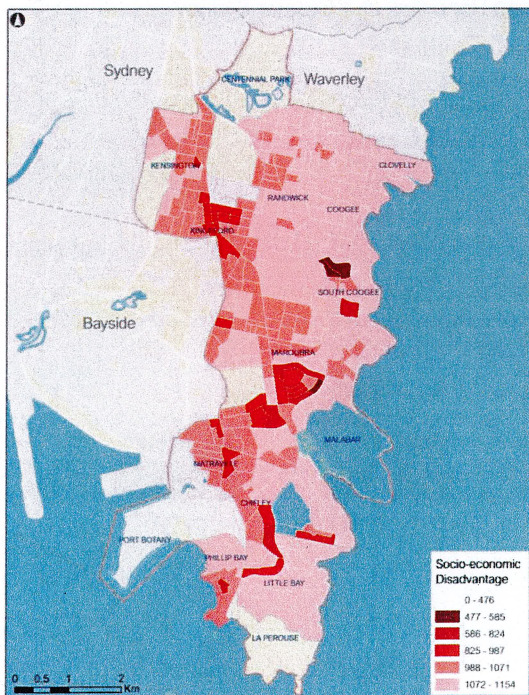 Sydney
Waverley
CENTENNIAL PARK
KENSINGTON
CLOVELLY
RANDWICK
COOGEE
KINGSFORD
SOUTH COOGEE
Bayside
MAROUBRA
MALABAR
MATRAVILLE
CHIFLEY
PORT BOTANY
PHILLIP BAY
LITTLE BAY
LA PEROUSE
Socio-economic
Disadvantage
0 - 476
477 - 585
586 - 824
825 - 987
988 - 1071
1072 - 1154
0 0.5 1 2
Km